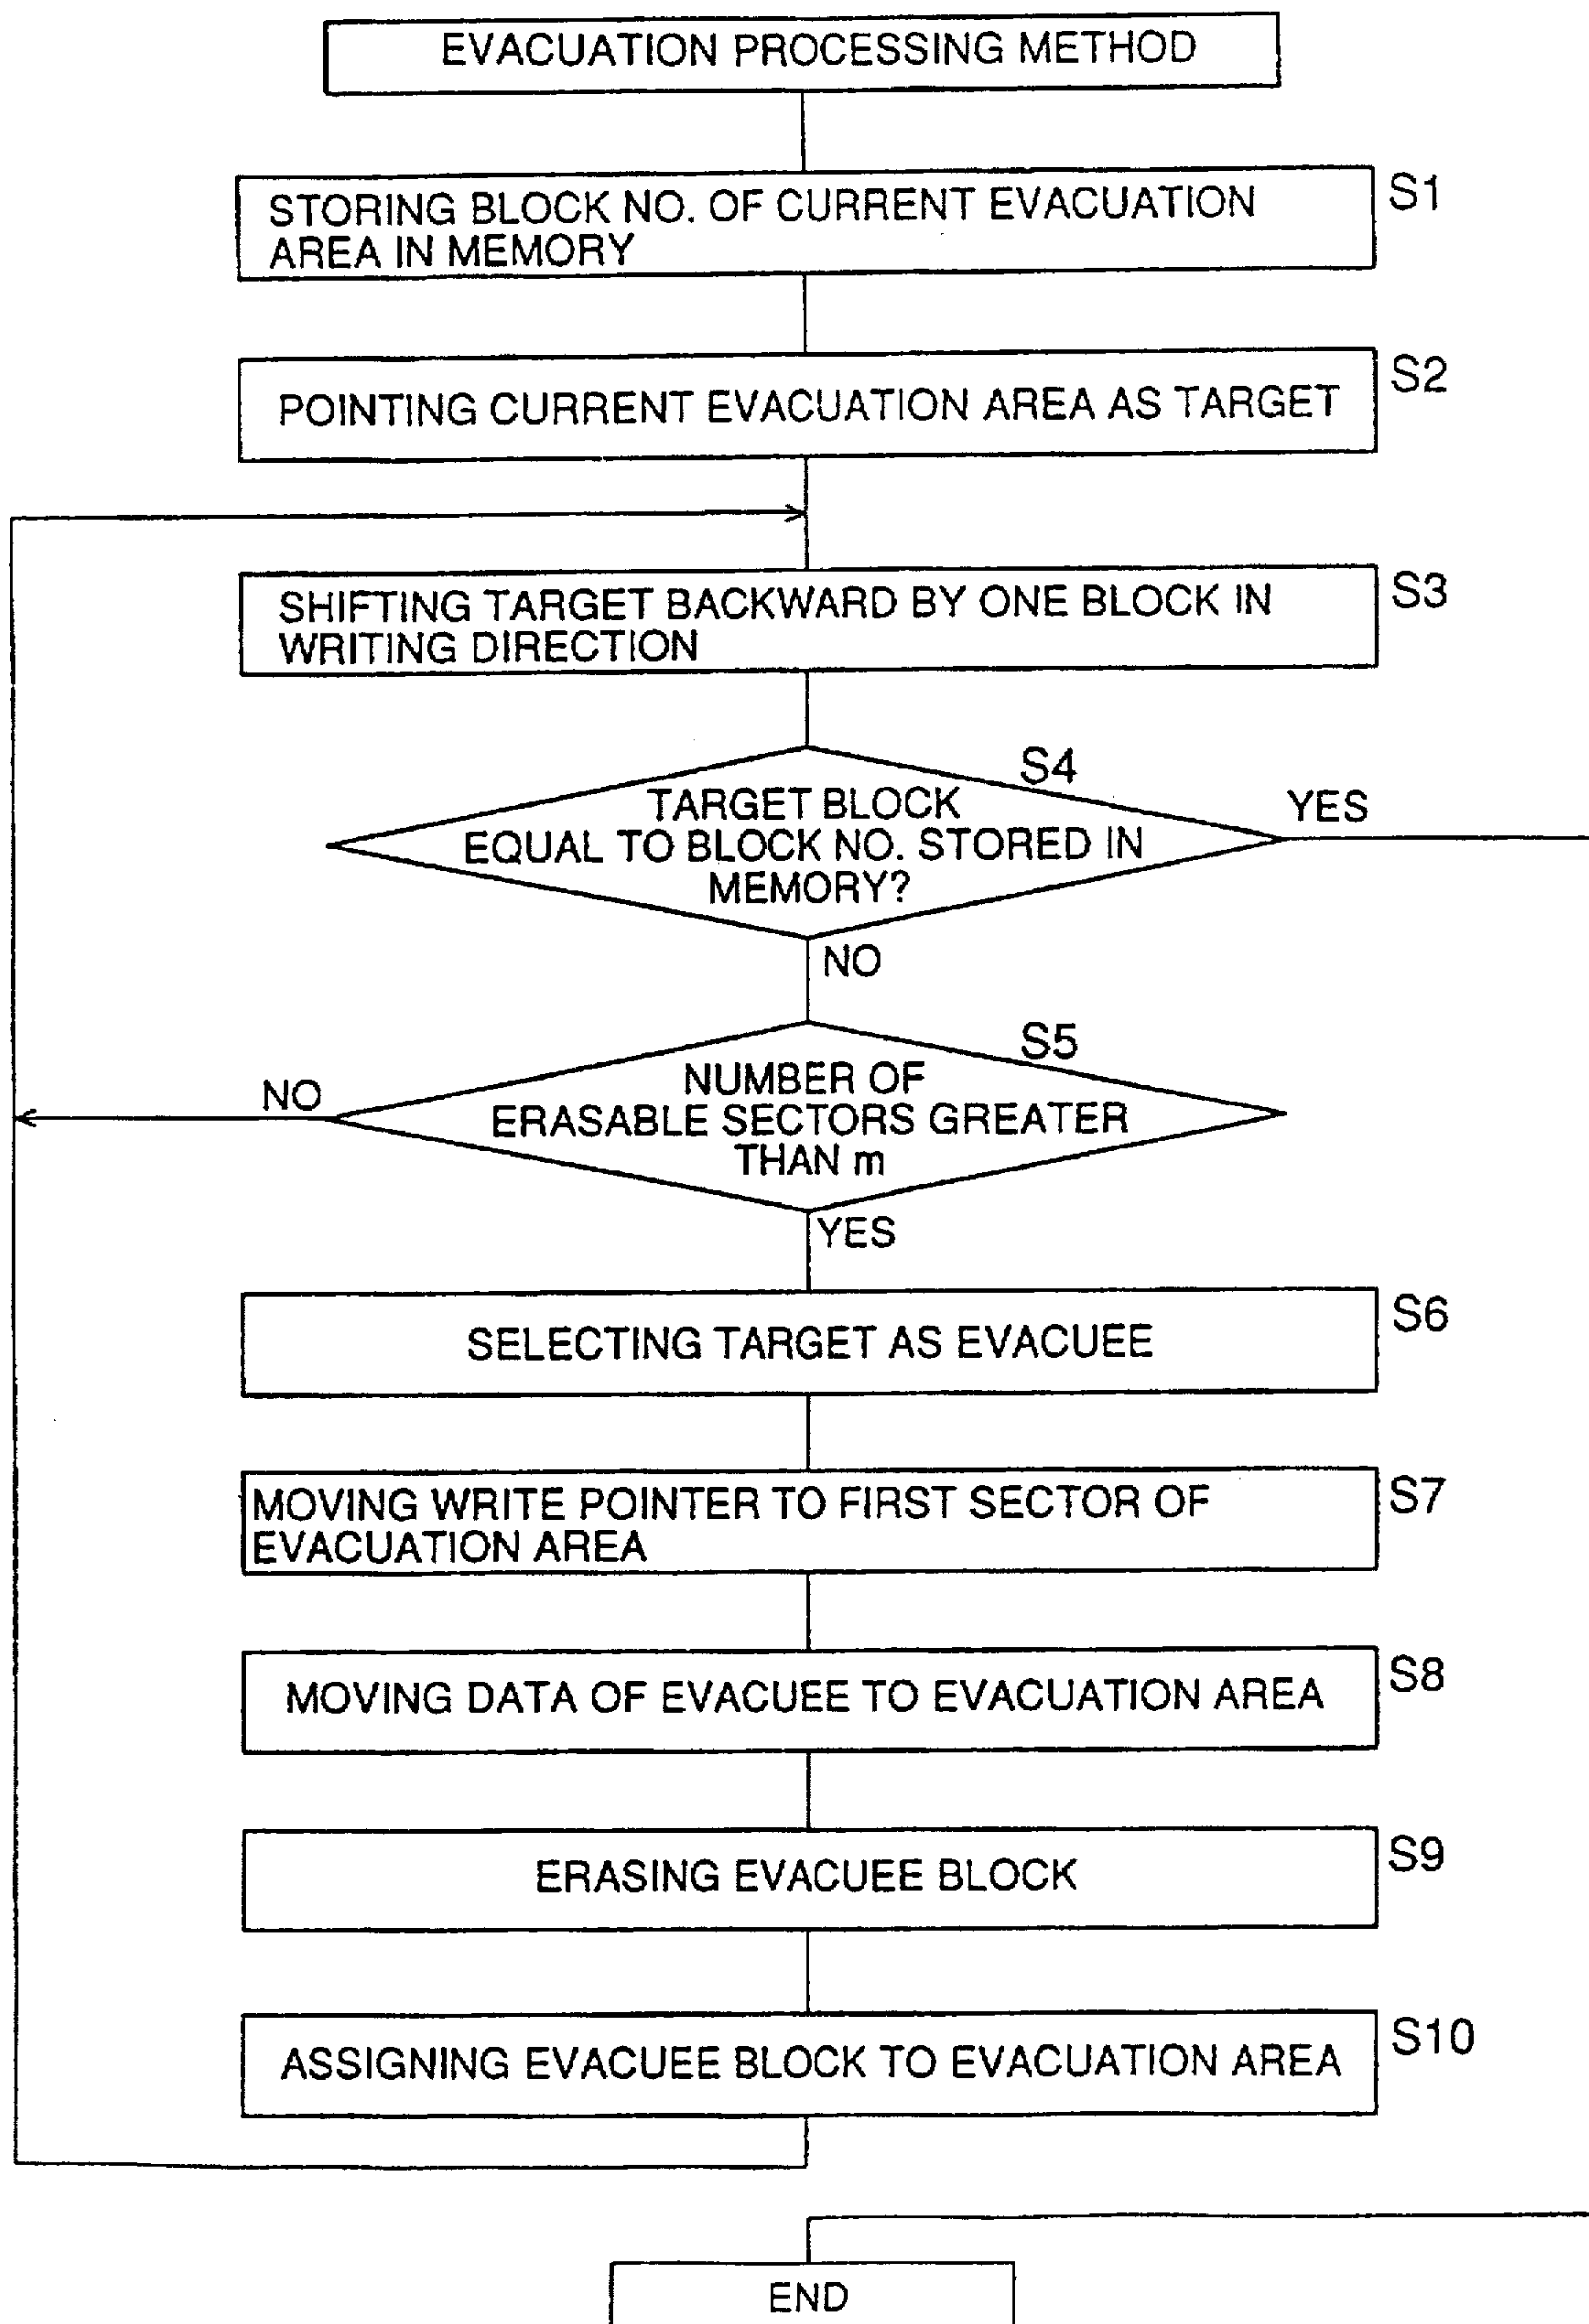 EVACUATION PROCESSING METHOD
S1
STORING BLOCK NO. OF CURRENT EVACUATION
AREA IN MEMORY
S2
POINTING CURRENT EVACUATION AREA AS TARGET
S3
SHIFTING TARGET BACKWARD BY ONE BLOCK IN
WRITING DIRECTION
S4
TARGET BLOCK
YES
EQUAL TO BLOCK NO. STORED IN
MEMORY?
NO
S5
NUMBER OF
NO
ERASABLE SECTORS GREATER
THAN m
YES
S6
SELECTING TARGET AS EVACUEE
S7
MOVING WRITE POINTER TO FIRST SECTOR OF
EVACUATION AREA
S8
MOVING DATA OF EVACUEE TO EVACUATION AREA
S9
ERASING EVACUEE BLOCK
S10
ASSIGNING EVACUEE BLOCK TO EVACUATION AREA
END